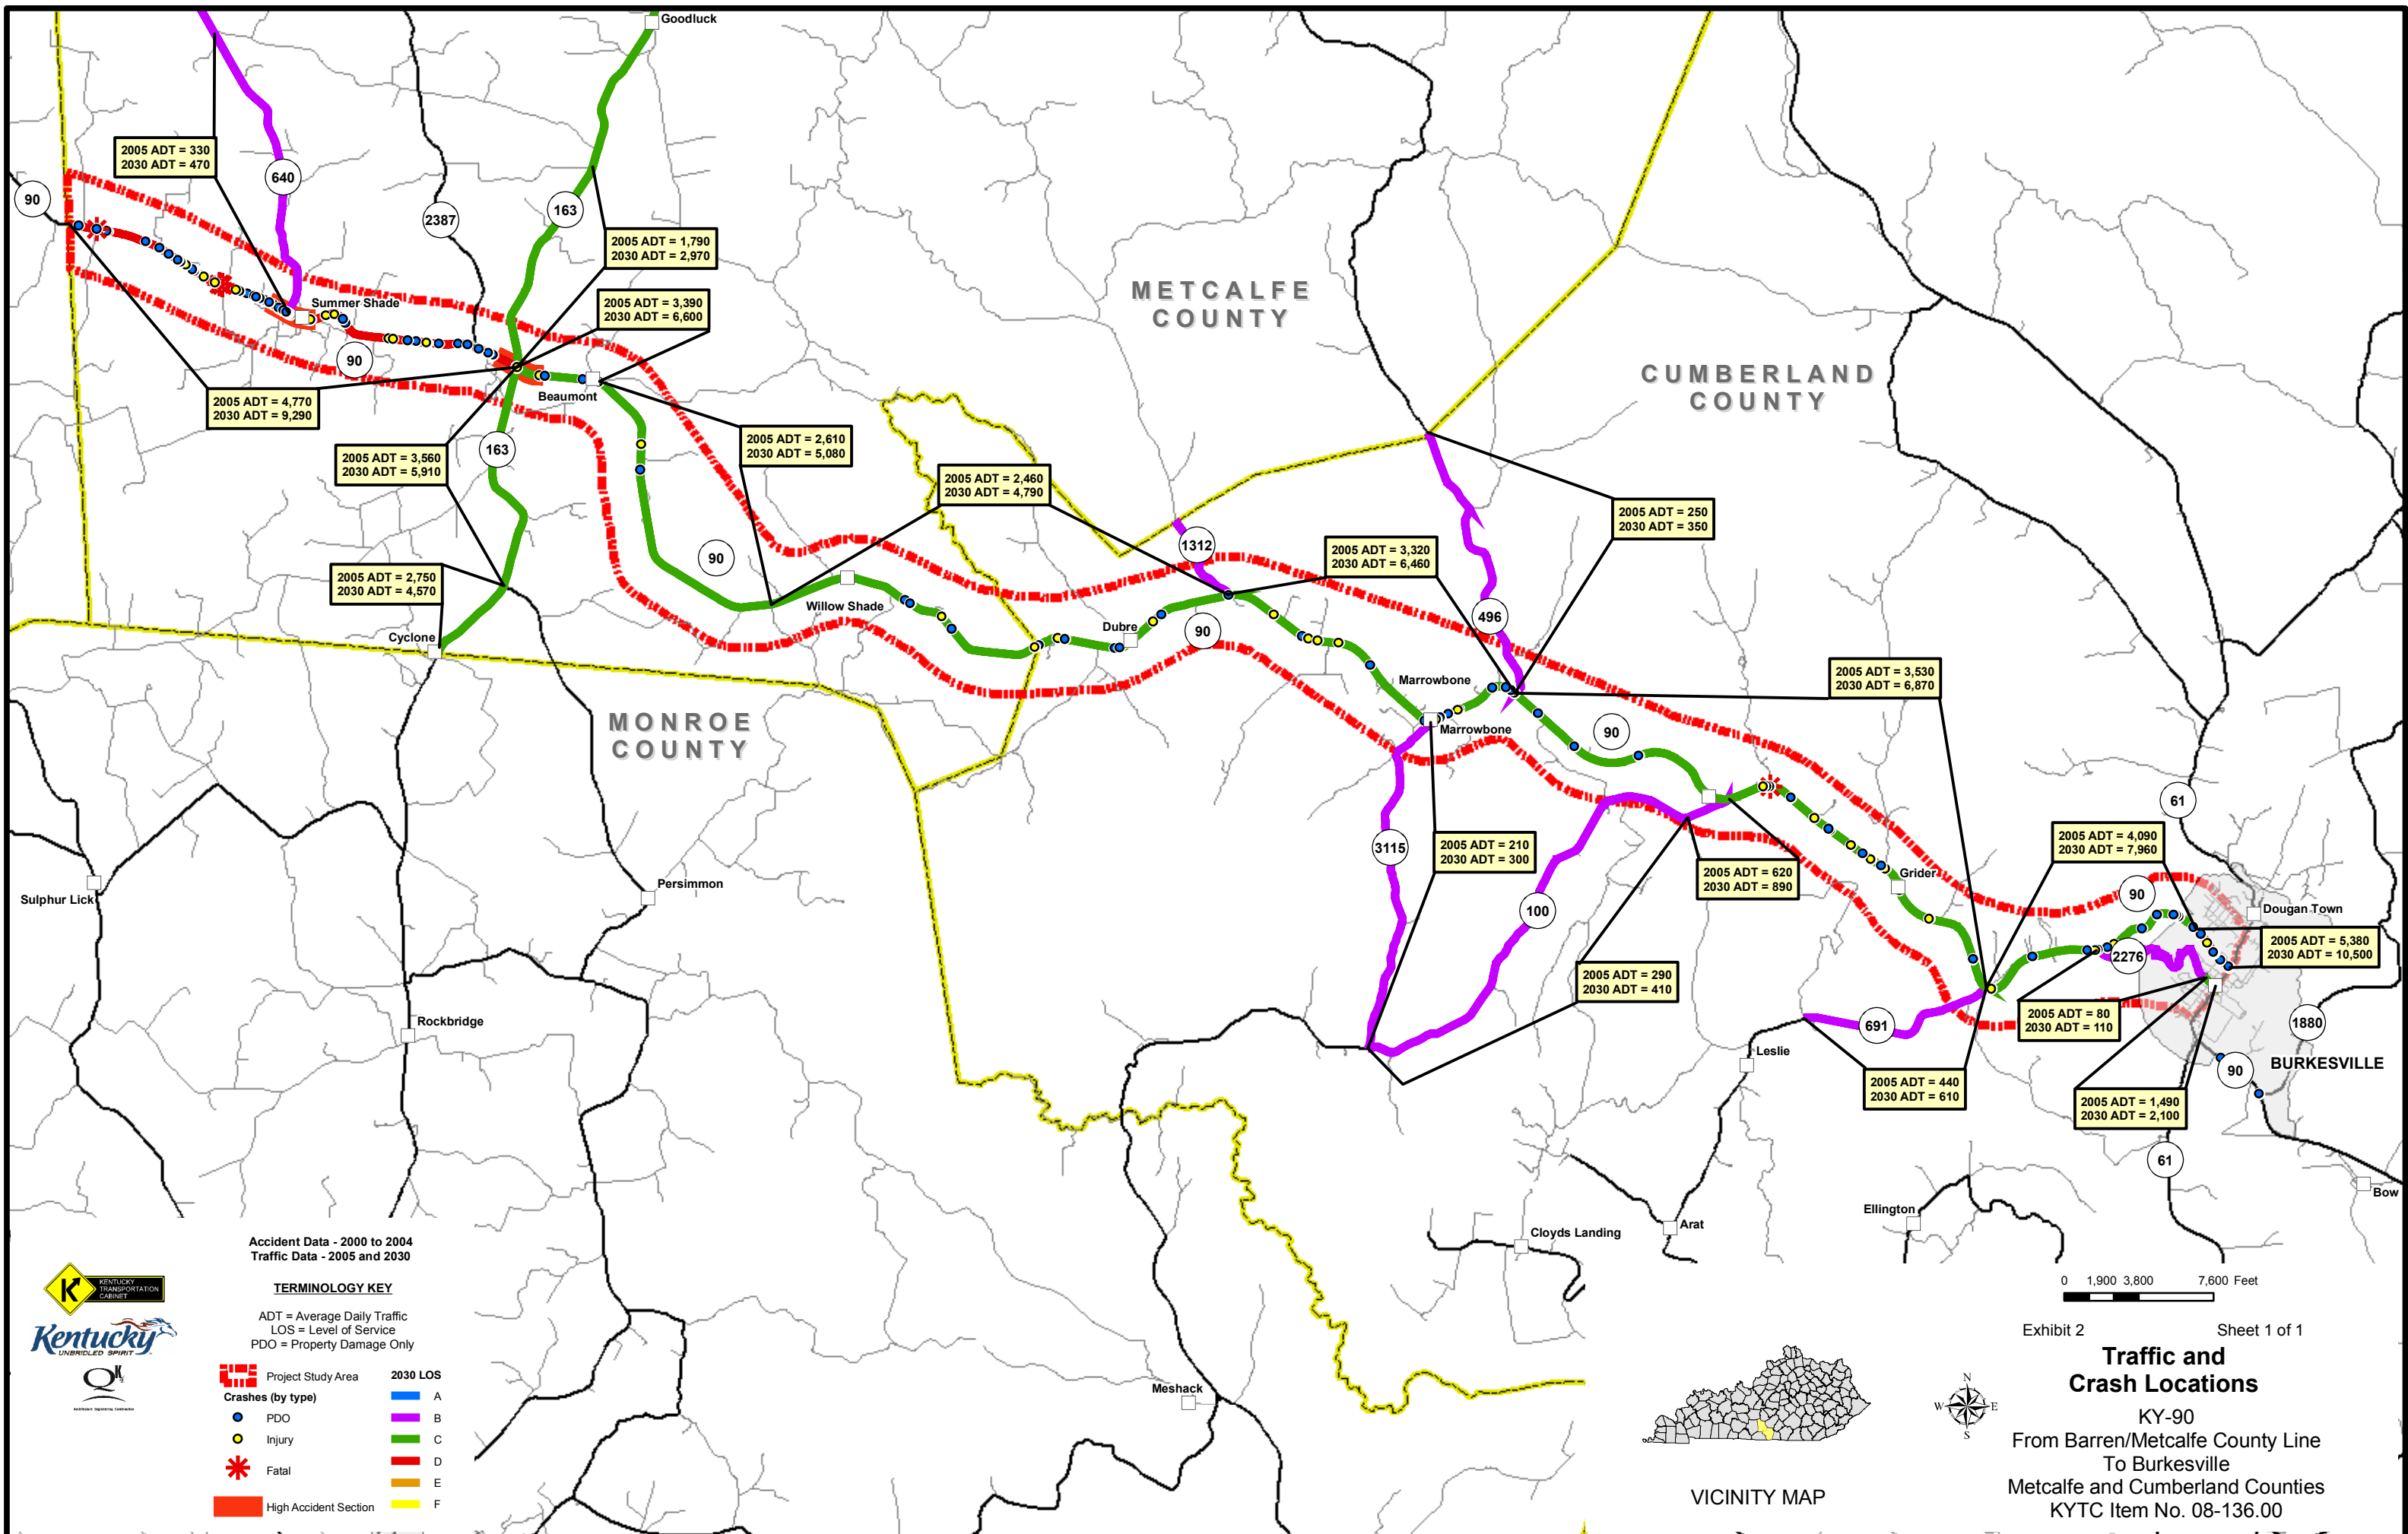 Goodluck
2005 ADT = 330
2030 ADT = 470
640
90
2387
163
2005 ADT = 1,790
2030 ADT = 2,970
METCALFE
COUNTY
2005 ADT = 3,390
2030 ADT = 6,600
Summer Shade
90
CUMBERLAND
COUNTY
Beaumont
2005 ADT = 4,770
2030 ADT = 9,290
2005 ADT = 3,560
2030 ADT = 5,910
163
2005 ADT = 2,610
2030 ADT = 5,080
2005 ADT = 2,460
2030 ADT = 4,790
2005 ADT = 250
2030 ADT = 350
90
1312
2005 ADT = 3,320
2030 ADT = 6,460
2005 ADT = 2,750
2030 ADT = 4,570
Willow Shade
Cyclone
Dubre
90
496
Marrowbone
2005 ADT = 3,530
2030 ADT = 6,870
MONROE
COUNTY
Marrowbone
90
61
3115
2005 ADT = 210
2030 ADT = 300
2005 ADT = 620
2030 ADT = 890
2005 ADT = 4,090
2030 ADT = 7,960
Grider
90
Dougan Town
Sulphur Lick
Persimmon
100
2005 ADT = 5,380
2030 ADT = 10,500
2276
2005 ADT = 290
2030 ADT = 410
2005 ADT = 80
2030 ADT = 110
Rockbridge
691
1880
Leslie
90
BURKESVILLE
2005 ADT = 440
2030 ADT = 610
2005 ADT = 1,490
2030 ADT = 2,100
61
Bow
Ellington
Arat
Cloyds Landing
Meshack
Accident Data - 2000 to 2004
Traffic Data - 2005 and 2030
TERMINOLOGY KEY
ADT = Average Daily Traffic
LOS = Level of Service
PDO = Property Damage Only
KENTUCKY
TRANSPORTATION
CABINET
Kentucky
UNBRIDLED SPIRIT
QK4
Project Study Area
Crashes (by type)
PDO
Injury
Fatal
High Accident Section
2030 LOS
A
B
C
D
E
F
VICINITY MAP
N
W E
S
0 1,900 3,800 7,600 Feet
Exhibit 2 Sheet 1 of 1
Traffic and
Crash Locations
KY-90
From Barren/Metcalfe County Line
To Burkesville
Metcalfe and Cumberland Counties
KYTC Item No. 08-136.00